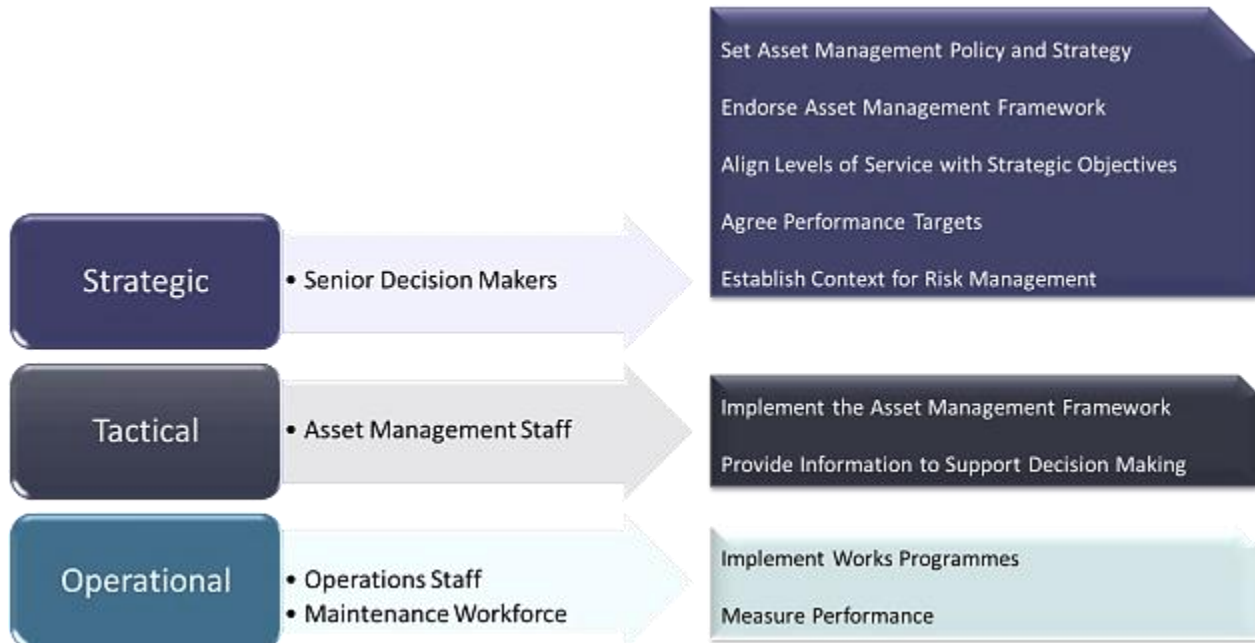 Strategic
• Senior Decision Makers
Set Asset Management Policy and Strategy
Endorse Asset Management Framework
Align Levels of Service with Strategic Objectives
Agree Performance Targets
Establish Context for Risk Management
Tactical
• Asset Management Staff
Implement the Asset Management Framework
Provide Information to Support Decision Making
Operational
• Operations Staff
• Maintenance Workforce
Implement Works Programmes
Measure Performance